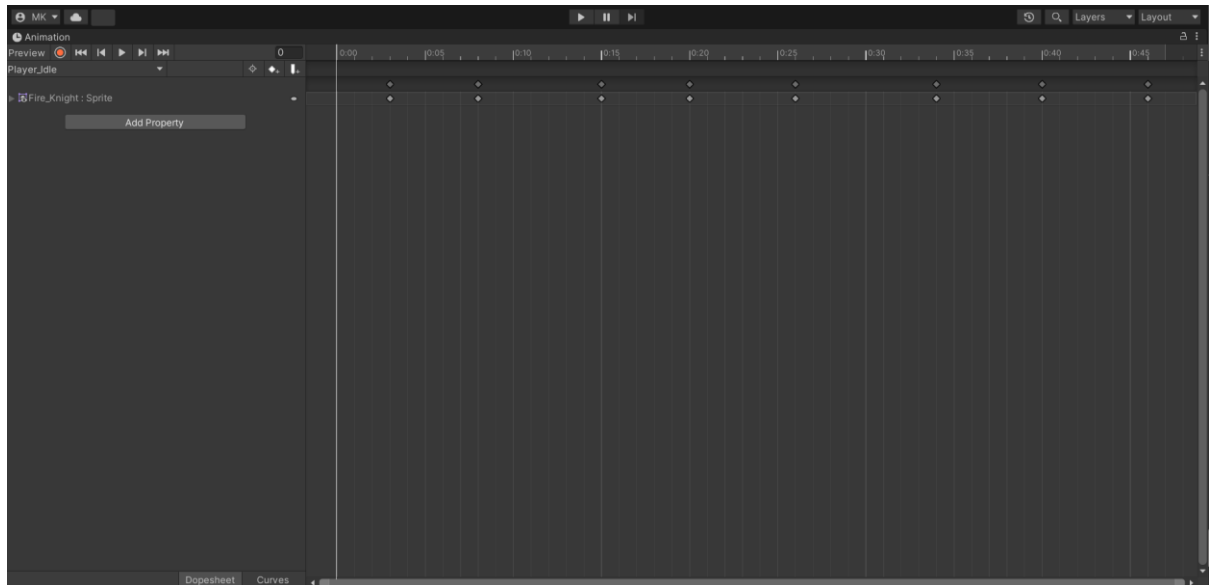 MK Layers Layout
Animation
Preview 0 0:00 0:05 0:10 0:15 0:20 0:25 0:30 0:35 0:40 0:45
Player_Idle
Fire_Knight : Sprite
Add Property
Dopesheet Curves